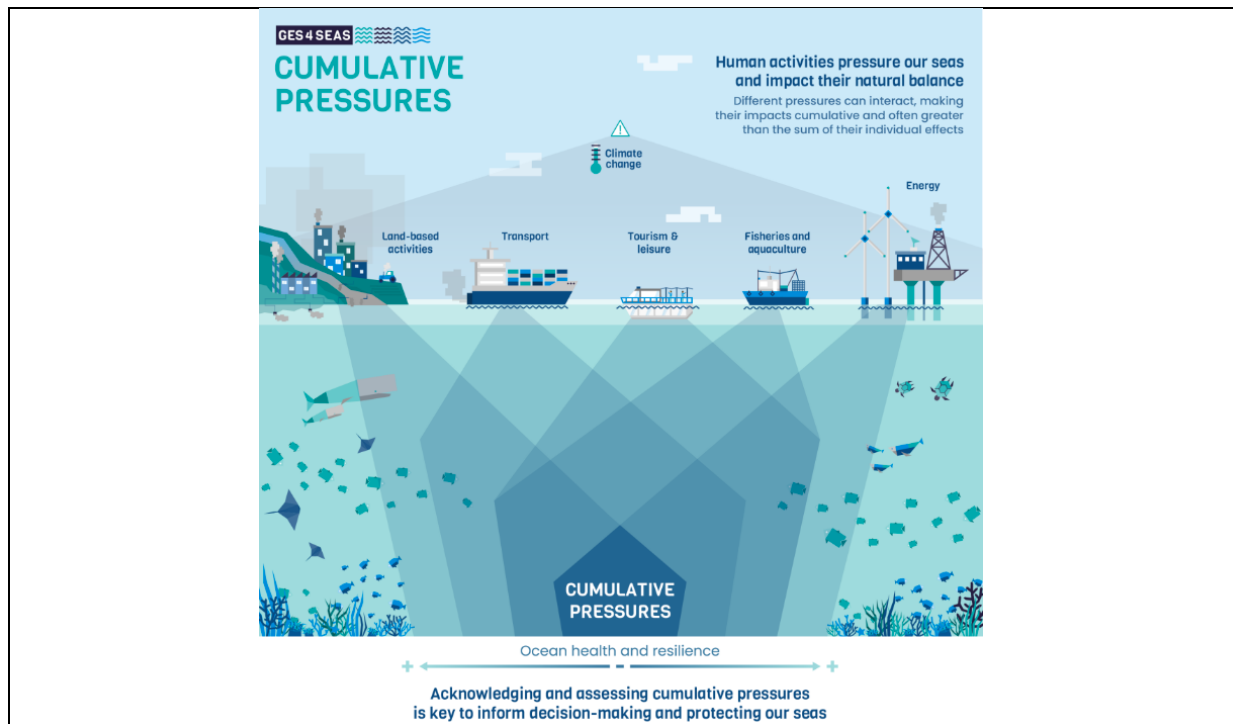 GES4SEAS
CUMULATIVE
PRESSURES
Human activities pressure our seas
and impact their natural balance
Different pressures can interact, making
their impacts cumulative and often greater
than the sum of their individual effects
Climate
change
Energy
Land-based
activities
Transport
Tourism &
leisure
Fisheries and
aquaculture
CUMULATIVE
PRESSURES
Ocean health and resilience
+ - +
Acknowledging and assessing cumulative pressures
is key to inform decision-making and protecting our seas